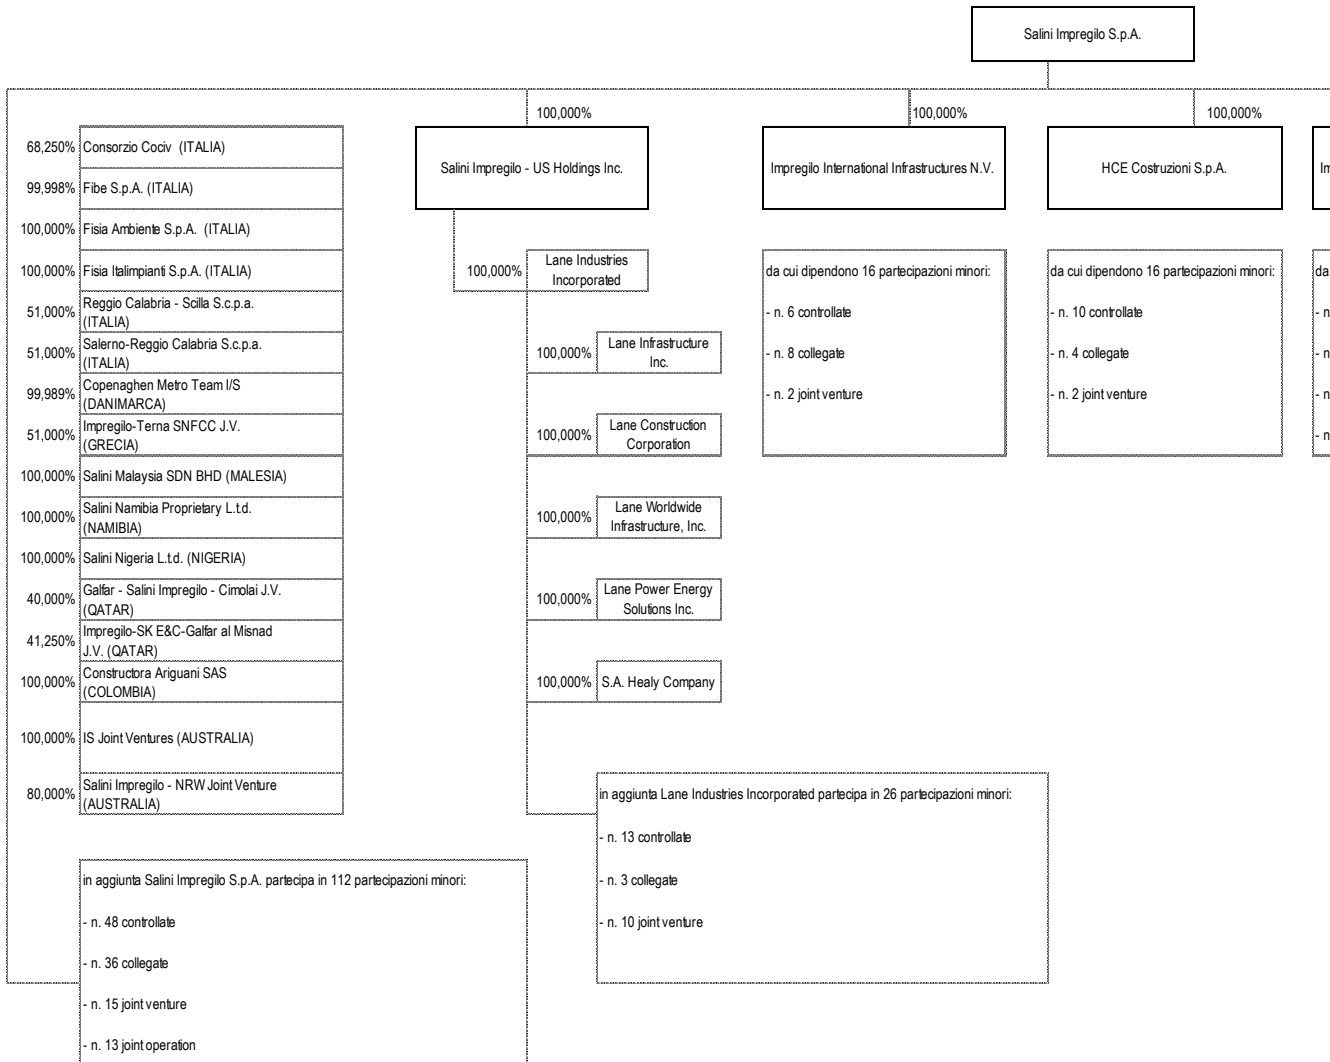 Salini Impregilo S.p.A.
100,000%
100,000%
100,000%
68,250% Consorzio Cociv (ITALIA)
99,998% Fibe S.p.A. (ITALIA)
100,000% Fisia Ambiente S.p.A. (ITALIA)
100,000% Fisia Italimpianti S.p.A. (ITALIA)
51,000% Reggio Calabria - Scilla S.c.p.a.
(ITALIA)
51,000% Salerno-Reggio Calabria S.c.p.a.
(ITALIA)
99,989% Copenaghen Metro Team I/S
(DANIMARCA)
51,000% Impregilo-Terna SNFCC J.V.
(GRECIA)
100,000% Salini Malaysia SDN BHD (MALESIA)
100,000% Salini Namibia Proprietary L.t.d.
(NAMIBIA)
100,000% Salini Nigeria L.t.d. (NIGERIA)
40,000% Galfar - Salini Impregilo - Cimolai J.V.
(QATAR)
41,250% Impregilo-SK E&C-Galfar al Misnad
J.V. (QATAR)
100,000% Constructora Ariguani SAS
(COLOMBIA)
100,000% IS Joint Ventures (AUSTRALIA)
80,000% Salini Impregilo - NRW Joint Venture
(AUSTRALIA)
in aggiunta Salini Impregilo S.p.A. partecipa in 112 partecipazioni minori:
- n. 48 controllate
- n. 36 collegate
- n. 15 joint venture
- n. 13 joint operation
Salini Impregilo - US Holdings Inc.
100,000% Lane Industries
Incorporated
100,000% Lane Infrastructure
Inc.
100,000% Lane Construction
Corporation
100,000% Lane Worldwide
Infrastructure, Inc.
100,000% Lane Power Energy
Solutions Inc.
100,000% S.A. Healy Company
in aggiunta Lane Industries Incorporated partecipa in 26 partecipazioni minori:
- n. 13 controllate
- n. 3 collegate
- n. 10 joint venture
Impregilo International Infrastructures N.V.
da cui dipendono 16 partecipazioni minori:
- n. 6 controllate
- n. 8 collegate
- n. 2 joint venture
HCE Costruzioni S.p.A.
da cui dipendono 16 partecipazioni minori:
- n. 10 controllate
- n. 4 collegate
- n. 2 joint venture
da
- n
- n
- n
- n